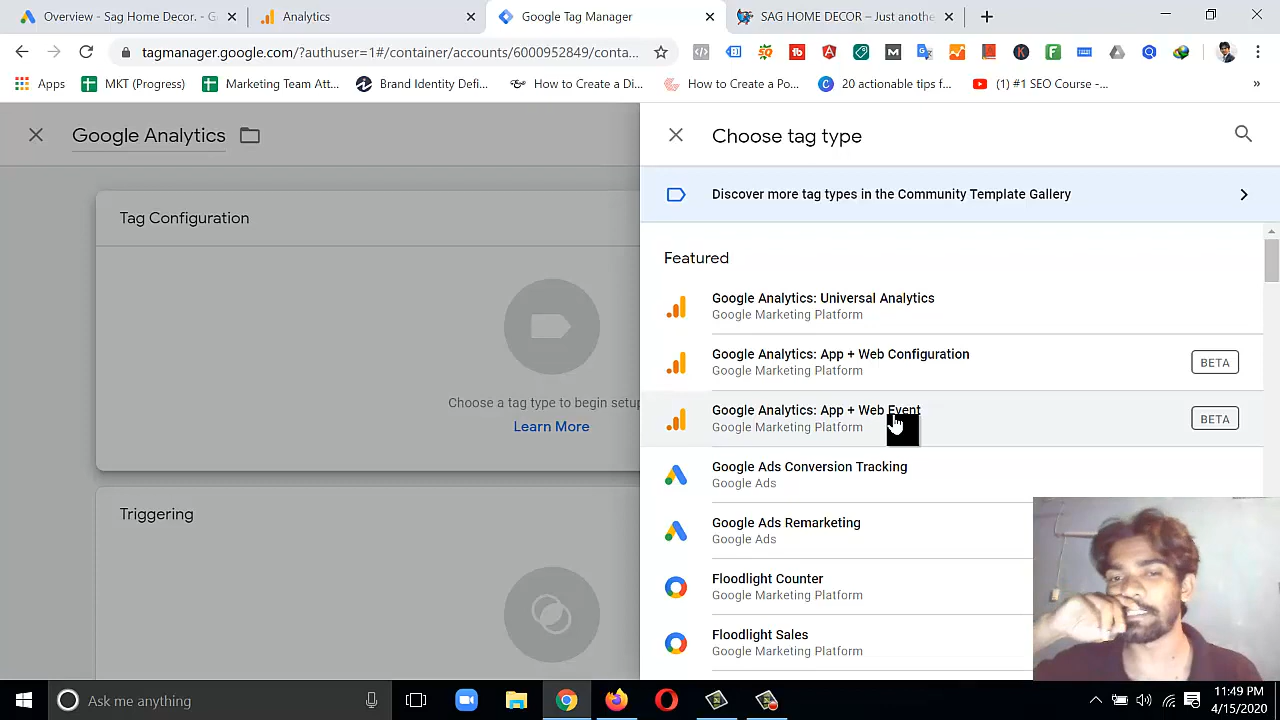 Overview - Sag Home Decor. - G
Analytics
Google Tag Manager
SAG HOME DECOR – Just anothe
tagmanager.google.com/?authuser=1#/container/accounts/6000952849/conta...
Apps
MKT (Progress)
Marketing Team Att...
Brand Identity Defi...
How to Create a Di...
How to Create a Po...
20 actionable tips f...
(1) #1 SEO Course -...
»
Google Analytics
Choose tag type
Discover more tag types in the Community Template Gallery
Tag Configuration
Choose a tag type to begin setup
Learn More
Triggering
Featured
Google Analytics: Universal Analytics
Google Marketing Platform
Google Analytics: App + Web Configuration
Google Marketing Platform
BETA
Google Analytics: App + Web Event
Google Marketing Platform
BETA
Google Ads Conversion Tracking
Google Ads
Google Ads Remarketing
Google Ads
Floodlight Counter
Google Marketing Platform
Floodlight Sales
Google Marketing Platform
Ask me anything
11:49 PM
4/15/2020